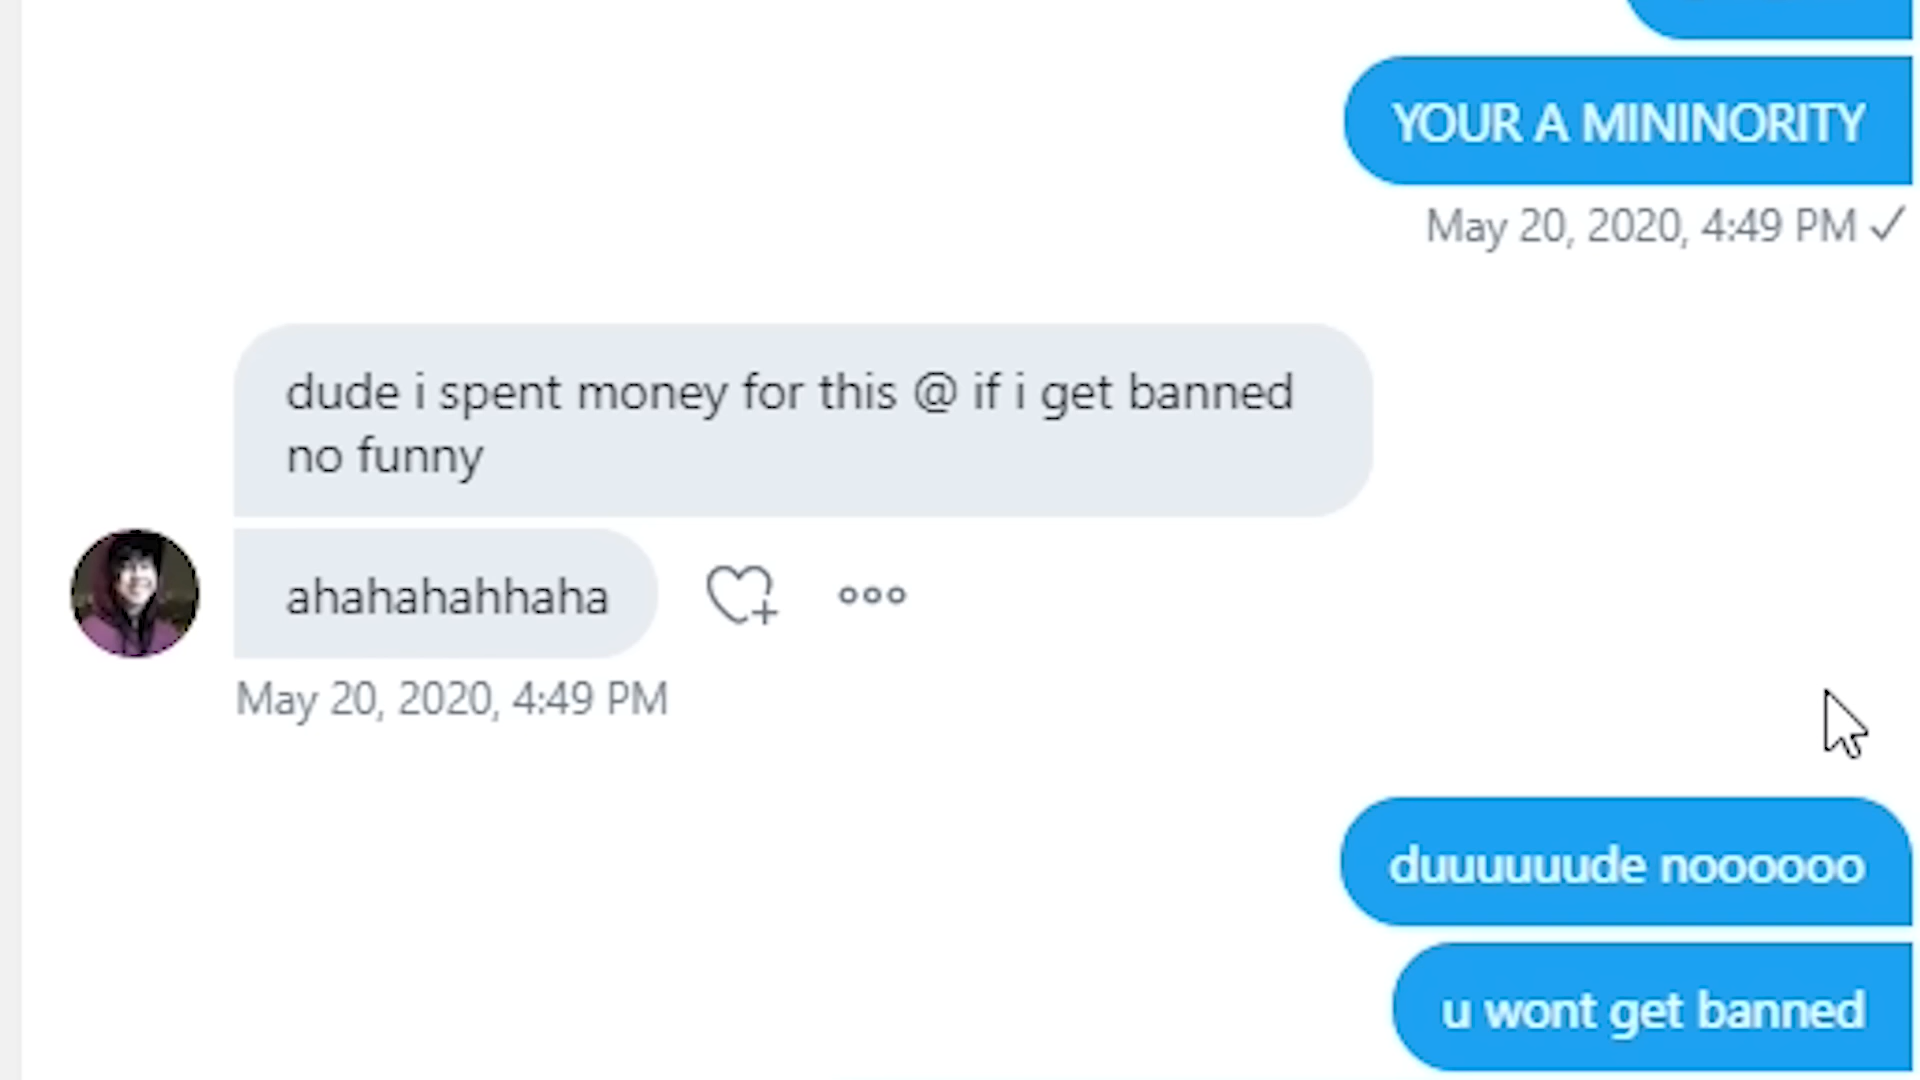 YOUR A MININORITY
May 20, 2020, 4:49 PM ✓
dude i spent money for this @ if i get banned
no funny
ahahahahhaha
May 20, 2020, 4:49 PM
duuuuuude noooooo
u wont get banned